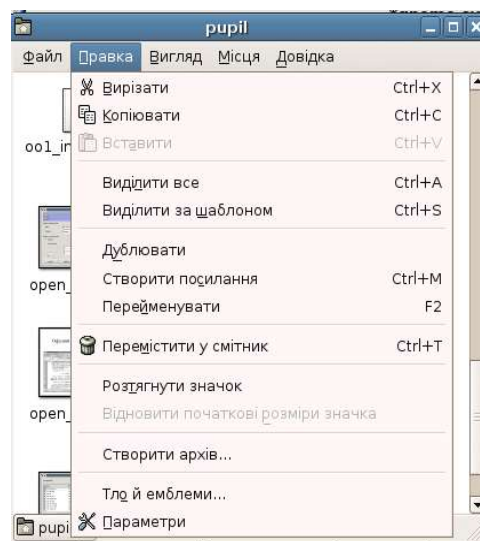 pupil
Файл Правка Вигляд Місця Довідка
Вирізати Ctrl+X
Копіювати Ctrl+C
Вставити Ctrl+V
Виділити все Ctrl+A
Виділити за шаблоном Ctrl+S
Дублювати
Створити посилання Ctrl+M
Перейменувати F2
Перемістити у смітник Ctrl+T
Розтягнути значок
Відновити початкові розміри значка
Створити архів...
Тло й емблеми...
Параметри
oo1_in
open_
open_
pupi